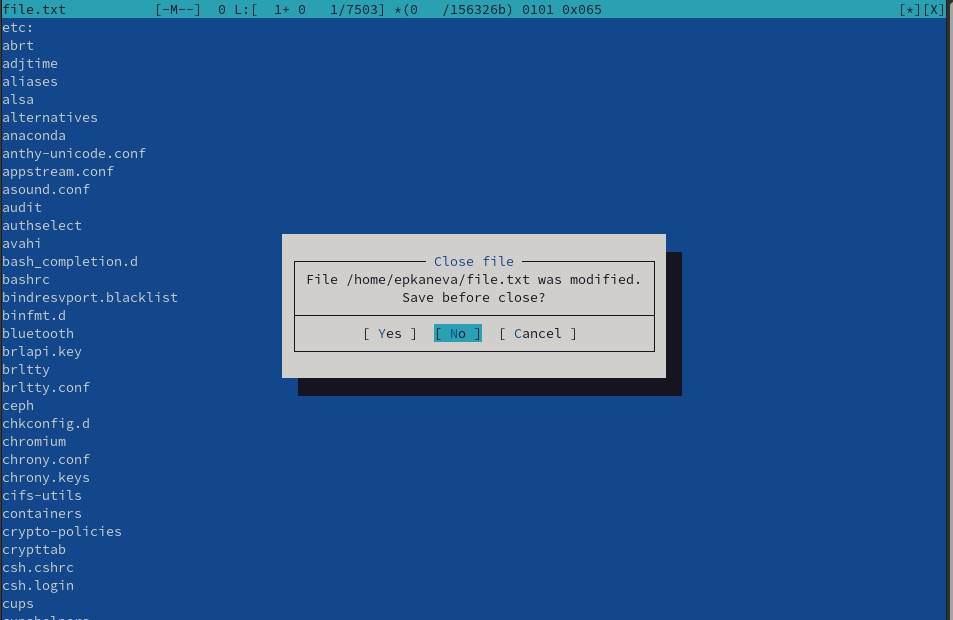 file.txt [-M--] 0 L:[ 1+ 0 1/7503] *(0 /156326b) 0101 0x065 [*][X]
etc:
abrt
adjtime
aliases
alsa
alternatives
anaconda
anthy-unicode.conf
appstream.conf
asound.conf
audit
authselect
avahi
bash_completion.d
bashrc
bindresvport.blacklist
binfmt.d
bluetooth
brlapi.key
brltty
brltty.conf
ceph
chkconfig.d
chromium
chrony.conf
chrony.keys
cifs-utils
containers
crypto-policies
crypttab
csh.cshrc
csh.login
cups
Close file
File /home/epkaneva/file.txt was modified.
Save before close?
[ Yes ] [ No ] [ Cancel ]